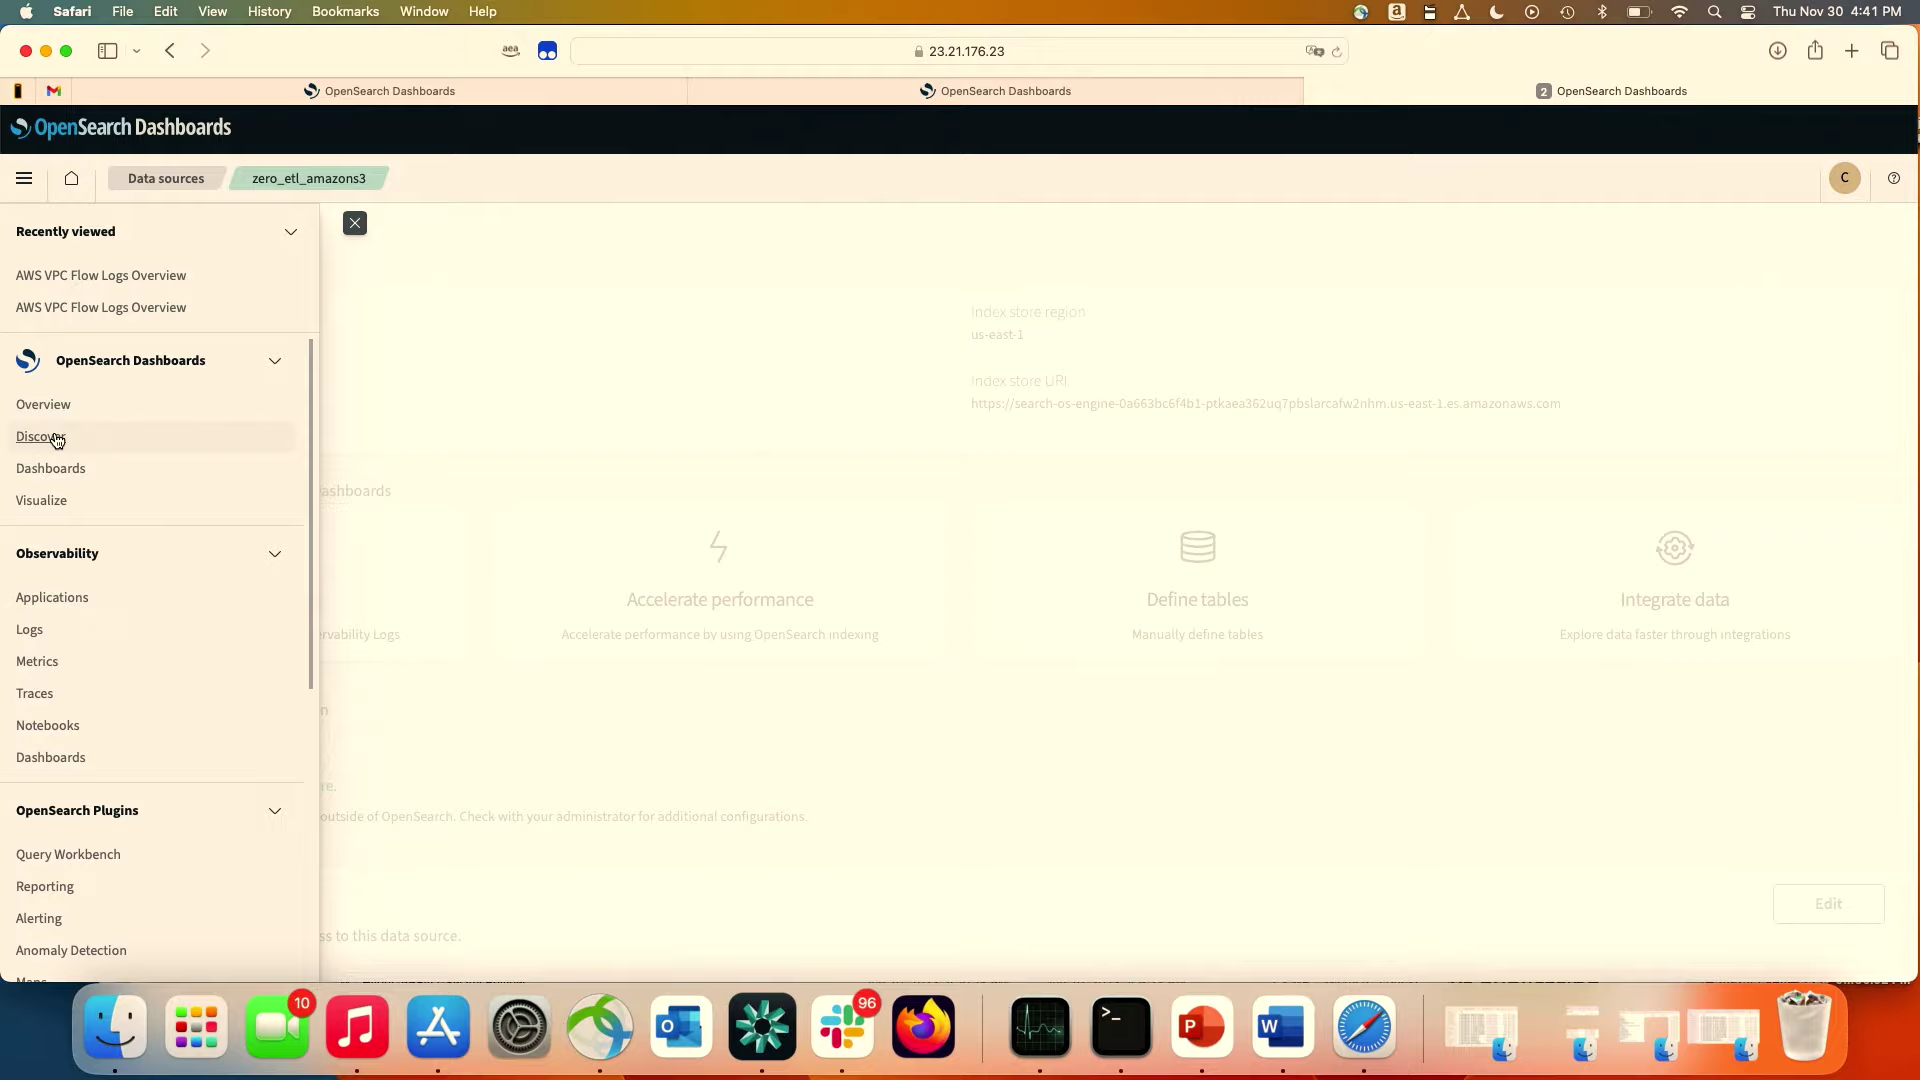 Safari File Edit View History Bookmarks Window Help Thu Nov 30 4:41 PM
aea 23.21.176.23
OpenSearch Dashboards OpenSearch Dashboards 2 OpenSearch Dashboards
OpenSearch Dashboards
Data sources zero_etl_amazons3 C
Recently viewed
AWS VPC Flow Logs Overview
AWS VPC Flow Logs Overview
Index store region
us-east-1
OpenSearch Dashboards
Index store URI
Overview
https://search-os-engine-0a663bc6f4b1-ptkaea362uq7pbslarcafw2nhm.us-east-1.es.amazonaws.com
Discover
Dashboards
ashboards
Visualize
Observability
Applications
Accelerate performance Define tables Integrate data
Logs
rvability Logs Accelerate performance by using OpenSearch indexing Manually define tables Explore data faster through integrations
Metrics
Traces
n
Notebooks
Dashboards
re.
OpenSearch Plugins
outside of OpenSearch. Check with your administrator for additional configurations.
Query Workbench
Reporting
Edit
Alerting
ss to this data source.
Anomaly Detection
Maps
10
96
>_
O P W